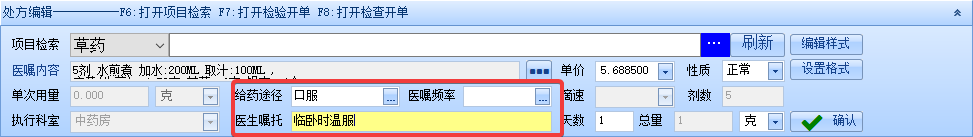 处方编辑——————F6:打开项目检索 F7:打开检验开单 F8:打开检查开单
项目检索 草药 ... 刷新 编辑样式
医嘱内容 5剂,水煎煮 加水:200ML,取汁:100ML, 单价 5.688500 性质 正常 设置格式
单次用量 0.000 克 给药途径 口服 ... 医嘱频率 ... 滴速 剂数 5
执行科室 中药房 医生嘱托 临卧时温服 天数 1 总量 1 克 确认